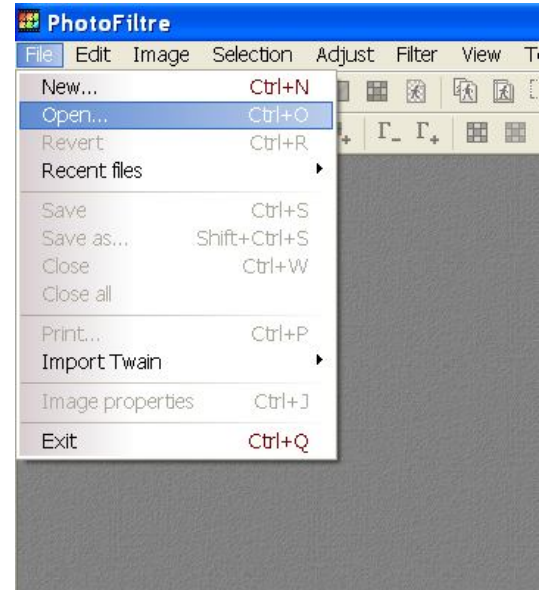 PhotoFiltre
File Edit Image Selection Adjust Filter View
New... Ctrl+N
Open... Ctrl+O
Revert Ctrl+R
Recent files
Save Ctrl+S
Save as... Shift+Ctrl+S
Close Ctrl+W
Close all
Print... Ctrl+P
Import Twain
Image properties Ctrl+J
Exit Ctrl+Q